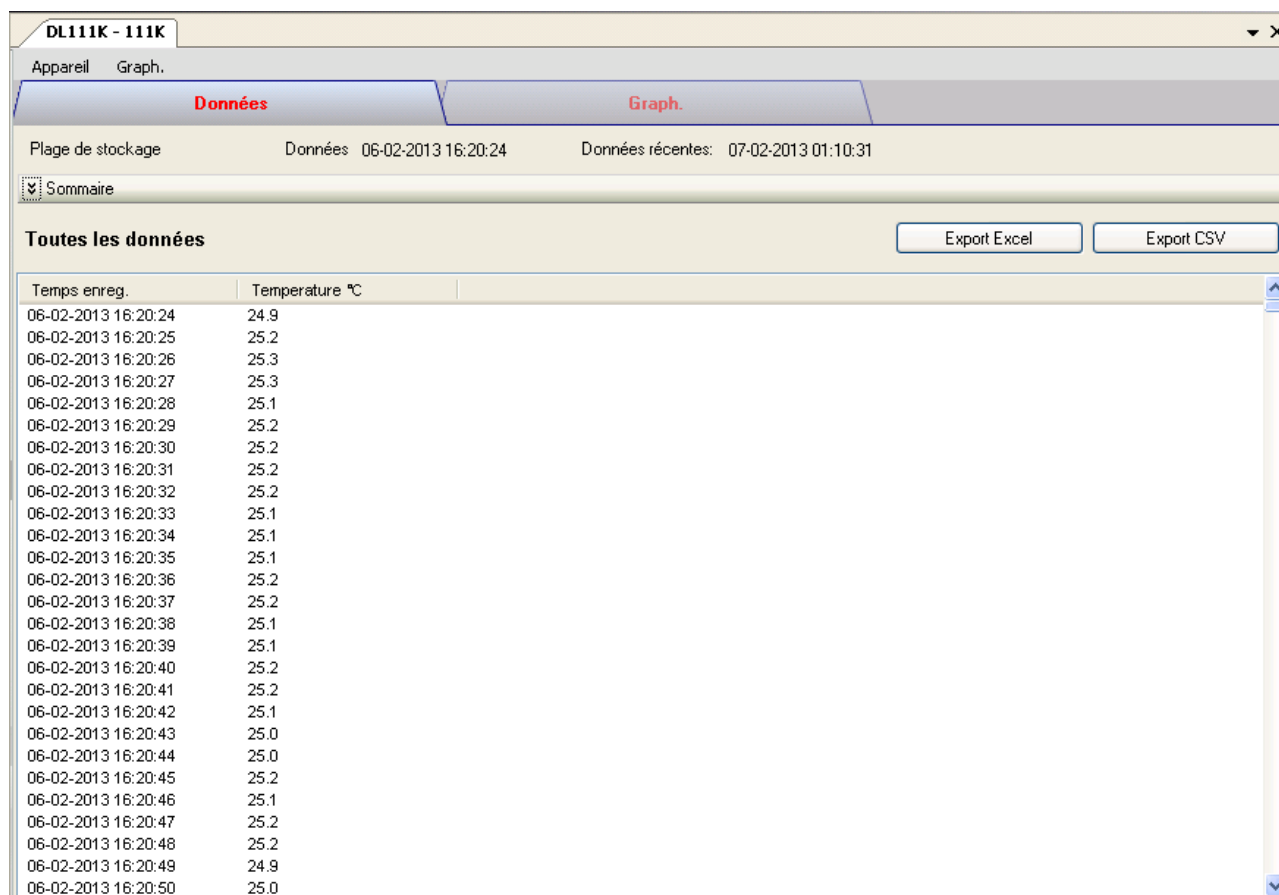 DL111K - 111K
Appareil Graph.
Données Graph.
Plage de stockage Données 06-02-2013 16:20:24 Données récentes: 07-02-2013 01:10:31
Sommaire
Toutes les données Export Excel Export CSV
Temps enreg. Temperature °C
06-02-2013 16:20:24 24.9
06-02-2013 16:20:25 25.2
06-02-2013 16:20:26 25.3
06-02-2013 16:20:27 25.3
06-02-2013 16:20:28 25.1
06-02-2013 16:20:29 25.2
06-02-2013 16:20:30 25.2
06-02-2013 16:20:31 25.2
06-02-2013 16:20:32 25.2
06-02-2013 16:20:33 25.1
06-02-2013 16:20:34 25.1
06-02-2013 16:20:35 25.1
06-02-2013 16:20:36 25.2
06-02-2013 16:20:37 25.2
06-02-2013 16:20:38 25.1
06-02-2013 16:20:39 25.1
06-02-2013 16:20:40 25.2
06-02-2013 16:20:41 25.2
06-02-2013 16:20:42 25.1
06-02-2013 16:20:43 25.0
06-02-2013 16:20:44 25.0
06-02-2013 16:20:45 25.2
06-02-2013 16:20:46 25.1
06-02-2013 16:20:47 25.2
06-02-2013 16:20:48 25.2
06-02-2013 16:20:49 24.9
06-02-2013 16:20:50 25.0